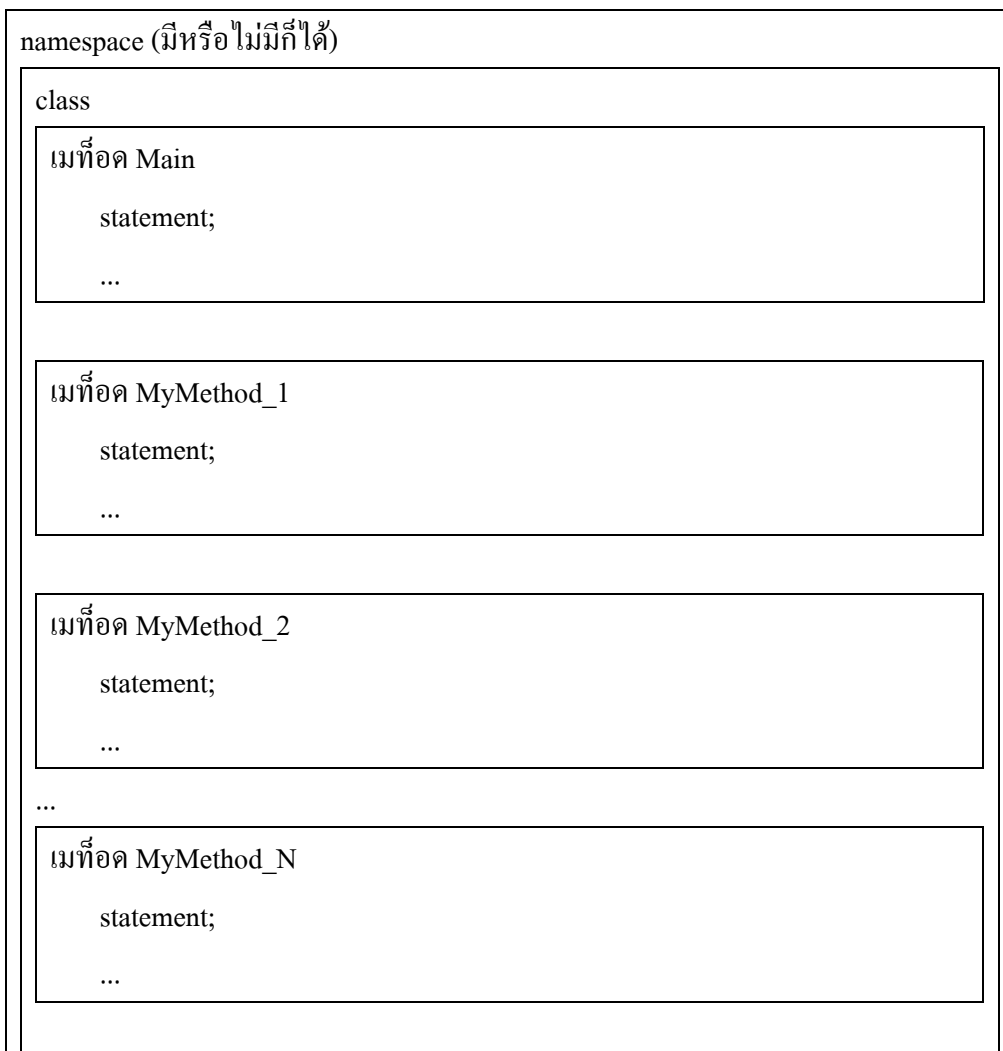 namespace (มีหรือไม่มีก็ได้)
class
เมท็อด Main
statement;
...
เมท็อด MyMethod_1
statement;
...
เมท็อด MyMethod_2
statement;
...
...
เมท็อด MyMethod_N
statement;
...